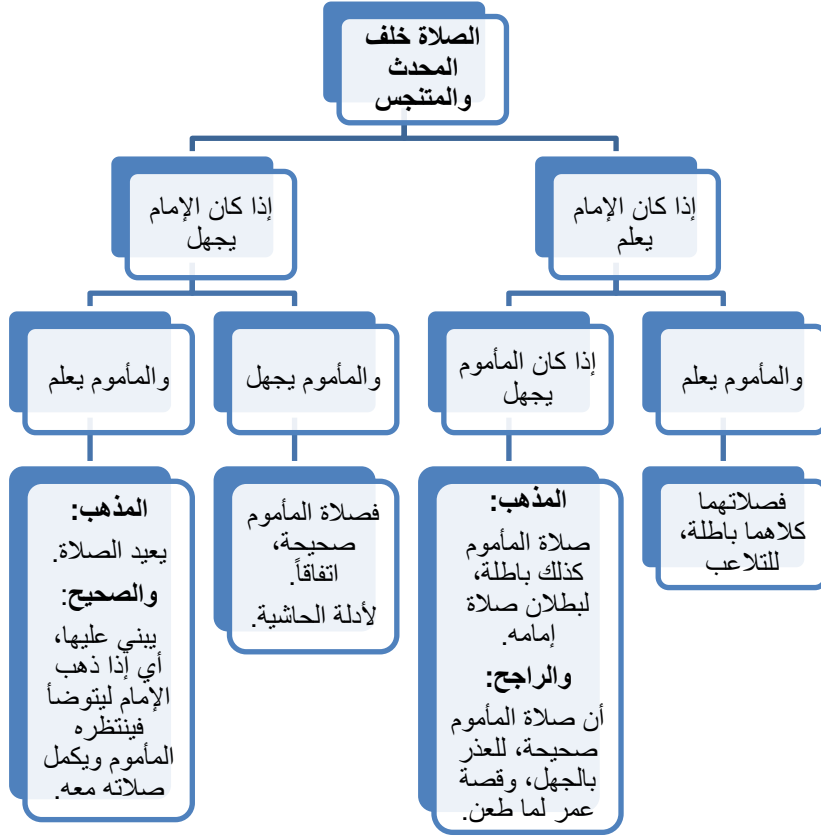 الصلاة خلف
المحدث
والمتنجس
إذا كان الإمام
يعلم
إذا كان الإمام
يجهل
والمأموم يعلم
إذا كان المأموم
يجهل
والمأموم يجهل
والمأموم يعلم
فصلاتهما
كلاهما باطلة،
للتلاعب
المذهب:
صلاة المأموم
كذلك باطلة،
لبطلان صلاة
إمامه.
والراجح:
أن صلاة المأموم
صحيحة، للعذر
بالجهل، وقصة
عمر لما طعن.
فصلاة المأموم
صحيحة،
اتفاقاً.
لأدلة الحاشية.
المذهب:
يعيد الصلاة.
والصحيح:
يبني عليها،
أي إذا ذهب
الإمام ليتوضأ
فينتظره
المأموم ويكمل
صلاته معه.